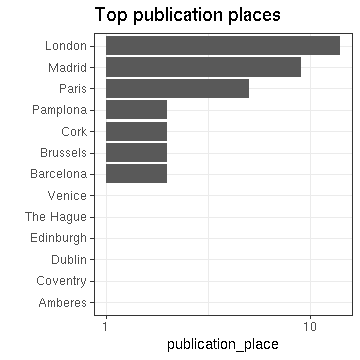 Top publication places
London
Madrid
Paris
Pamplona
Cork
Brussels
Barcelona
Venice
The Hague
Edinburgh
Dublin
Coventry
Amberes
1 10
publication_place